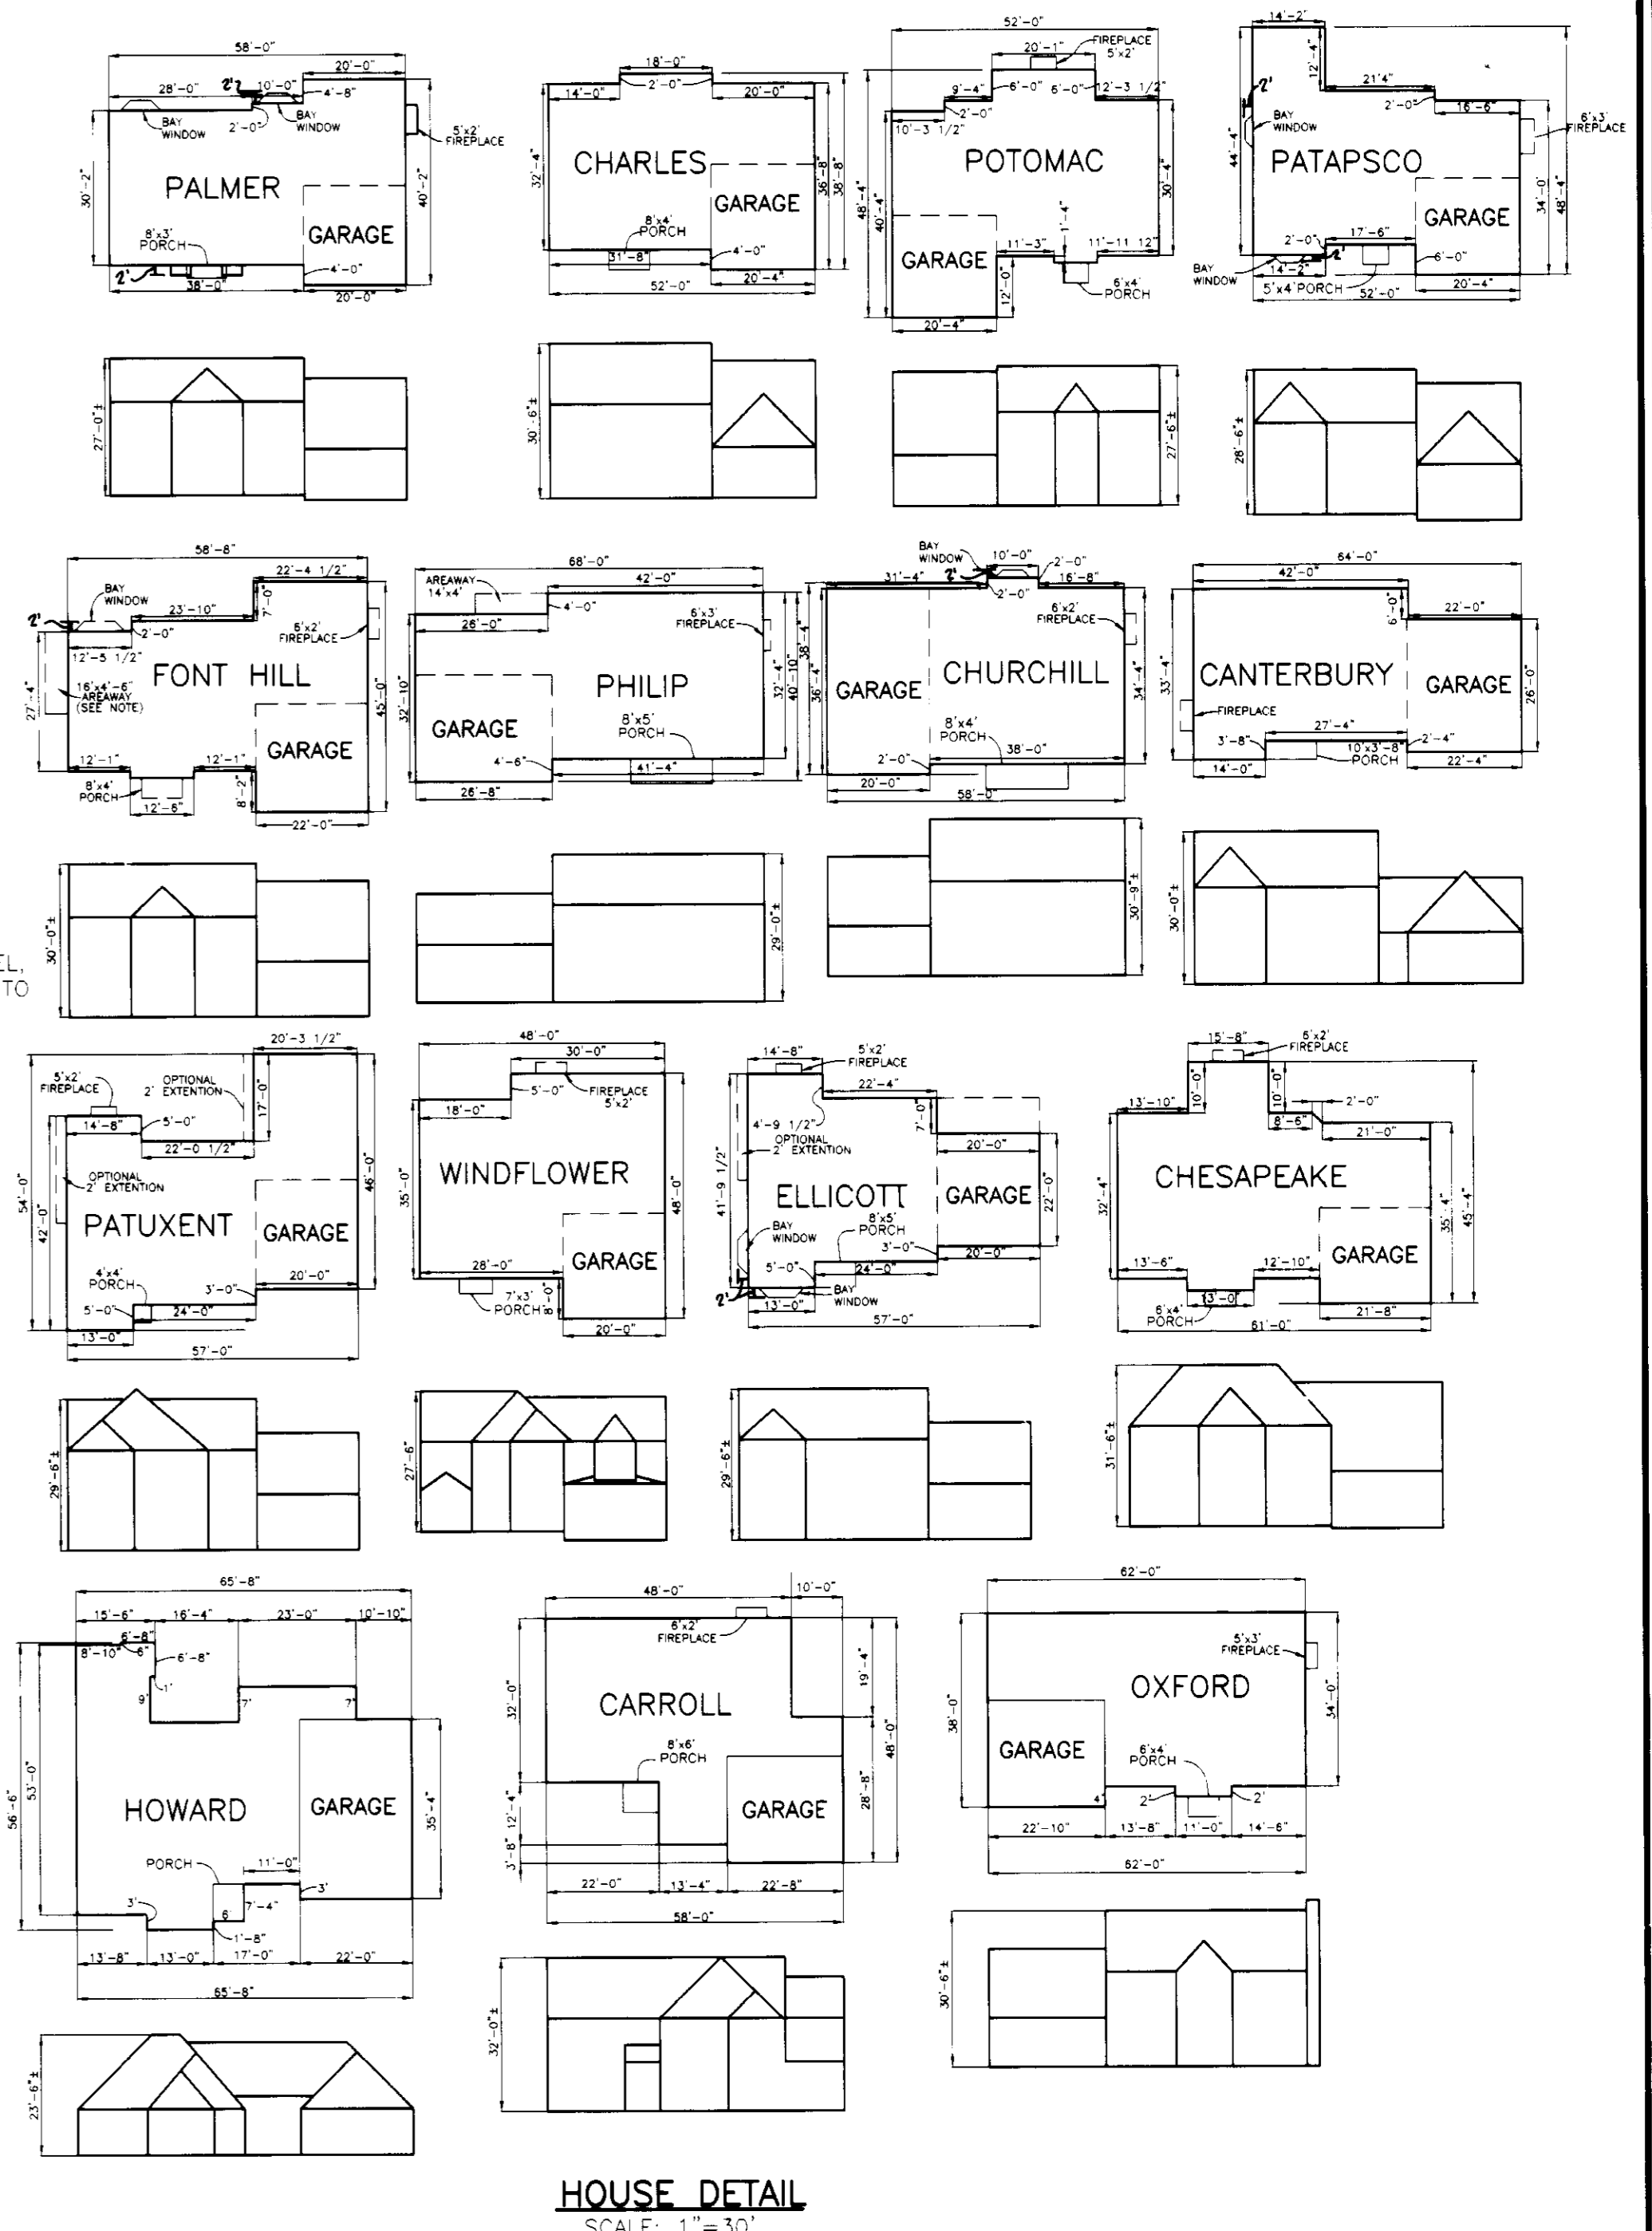 58'-0"
20'-0"
28'-0"
2'
10'-0"
4'-8"
BAY
WINDOW
2'-0"
BAY
WINDOW
5'x2'
FIREPLACE
30'-2"
PALMER
40'-2"
8'x3'
PORCH
GARAGE
2'
4'-0"
38'-0"
20'-0"
27'-0"±
18'-0"
2'-0"
14'-0"
20'-0"
32'-4"
CHARLES
36'-8"
38'-8"
GARAGE
8'x4'
PORCH
31'-8"
4'-0"
20'-4"
52'-0"
30'-6"±
52'-0"
20'-1"
FIREPLACE
5'x2'
9'-4"
6'-0"
6'-0"
12'-3 1/2"
2'-0"
10'-3 1/2"
POTOMAC
48'-4"
40'-4"
30'-4"
1'-4"
GARAGE
11'-3"
11'-11 12"
12'-0"
6'x4'
PORCH
20'-4"
27'-6"±
14'-2"
12'-4"
21'4"
2'
2'-0"
16'-6"
BAY
WINDOW
6'x3'
FIREPLACE
44'-4"
PATAPSCO
34'-0"
48'-4"
GARAGE
17'-6"
2'-0"
2'
6'-0"
BAY
WINDOW
14'-2"
5'x4' PORCH
20'-4"
52'-0"
28'-6"±
58'-8"
22'-4 1/2"
BAY
WINDOW
23'-10"
7'-0"
2'
2'-0"
6'x2'
FIREPLACE
12'-5 1/2"
FONT HILL
27'-4"
16'x4'-6"
AREAWAY
(SEE NOTE)
45'-0"
GARAGE
12'-1"
12'-1"
8'x4'
PORCH
8'-2"
12'-6"
22'-0"
30'-0"±
68'-0"
AREAWAY
14'x4'
42'-0"
4'-0"
26'-0"
6'x3'
FIREPLACE
32'-10"
PHILIP
32'-4"
40'-10"
GARAGE
8'x5'
PORCH
4'-6"
41'-4"
26'-8"
29'-0"±
BAY
WINDOW
10'-0"
2'-0"
31'-4"
2'
16'-8"
2'-0"
6'x2'
FIREPLACE
38'-4"
36'-4"
CHURCHILL
34'-4"
GARAGE
8'x4'
PORCH
38'-0"
2'-0"
20'-0"
58'-0"
30'-9"±
64'-0"
42'-0"
6'-0"
22'-0"
33'-4"
CANTERBURY
GARAGE
26'-0"
FIREPLACE
27'-4"
3'-8"
10'x3'-8"
PORCH
2'-4"
14'-0"
22'-4"
30'-0"±
EL,
TO
20'-3 1/2"
5'x2'
FIREPLACE
OPTIONAL
2' EXTENTION
17'-0"
14'-8"
5'-0"
22'-0 1/2"
54'-0"
42'-0"
OPTIONAL
2' EXTENTION
46'-0"
PATUXENT
GARAGE
4'x4'
PORCH
3'-0"
20'-0"
5'-0"
24'-0"
13'-0"
57'-0"
29'-6"±
48'-0"
30'-0"
5'-0"
FIREPLACE
5'x2'
18'-0"
35'-0"
WINDFLOWER
48'-0"
GARAGE
28'-0"
7'x3'
PORCH
8'-0"
20'-0"
27'-6"
14'-8"
5'x2'
FIREPLACE
22'-4"
7'-0"
4'-9 1/2"
OPTIONAL
2' EXTENTION
20'-0"
41'-9 1/2"
ELLICOTT
GARAGE
22'-0"
BAY
WINDOW
8'x5'
PORCH
3'-0"
20'-0"
5'-0"
24'-0"
2'
BAY
WINDOW
13'-0"
57'-0"
29'-6"±
15'-8"
6'x2'
FIREPLACE
10'-0"
10'-0"
13'-10"
2'-0"
8'-6"
21'-0"
CHESAPEAKE
32'-4"
35'-4"
45'-4"
GARAGE
13'-6"
12'-10"
13'-0"
6'x4'
PORCH
21'-8"
61'-0"
31'-6"±
65'-8"
15'-6"
16'-4"
23'-0"
10'-10"
6'-8"
8'-10"
6"
6'-8"
1'
9'
7'
7'
56'-6"
53'-0"
HOWARD
GARAGE
35'-4"
PORCH
11'-0"
3'
3'
7'-4"
6'
1'-8"
13'-8"
13'-0"
17'-0"
22'-0"
65'-8"
23'-6"±
48'-0"
10'-0"
6'x2'
FIREPLACE
19'-4"
32'-0"
CARROLL
48'-0"
8'x6'
PORCH
GARAGE
28'-8"
12'-4"
3'-8"
22'-0"
13'-4"
22'-8"
58'-0"
32'-0"±
62'-0"
5'x3'
FIREPLACE
OXFORD
38'-0"
34'-0"
GARAGE
6'x4'
PORCH
4'
2'
2'
22'-10"
13'-8"
11'-0"
14'-6"
62'-0"
30'-6"±
HOUSE DETAIL
SCALE: 1"=30'